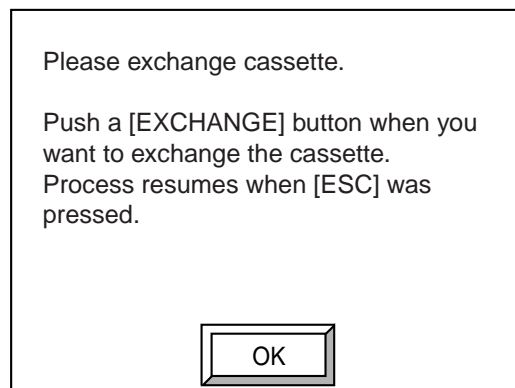 Please exchange cassette.
Push a [EXCHANGE] button when you
want to exchange the cassette.
Process resumes when [ESC] was
pressed.
OK